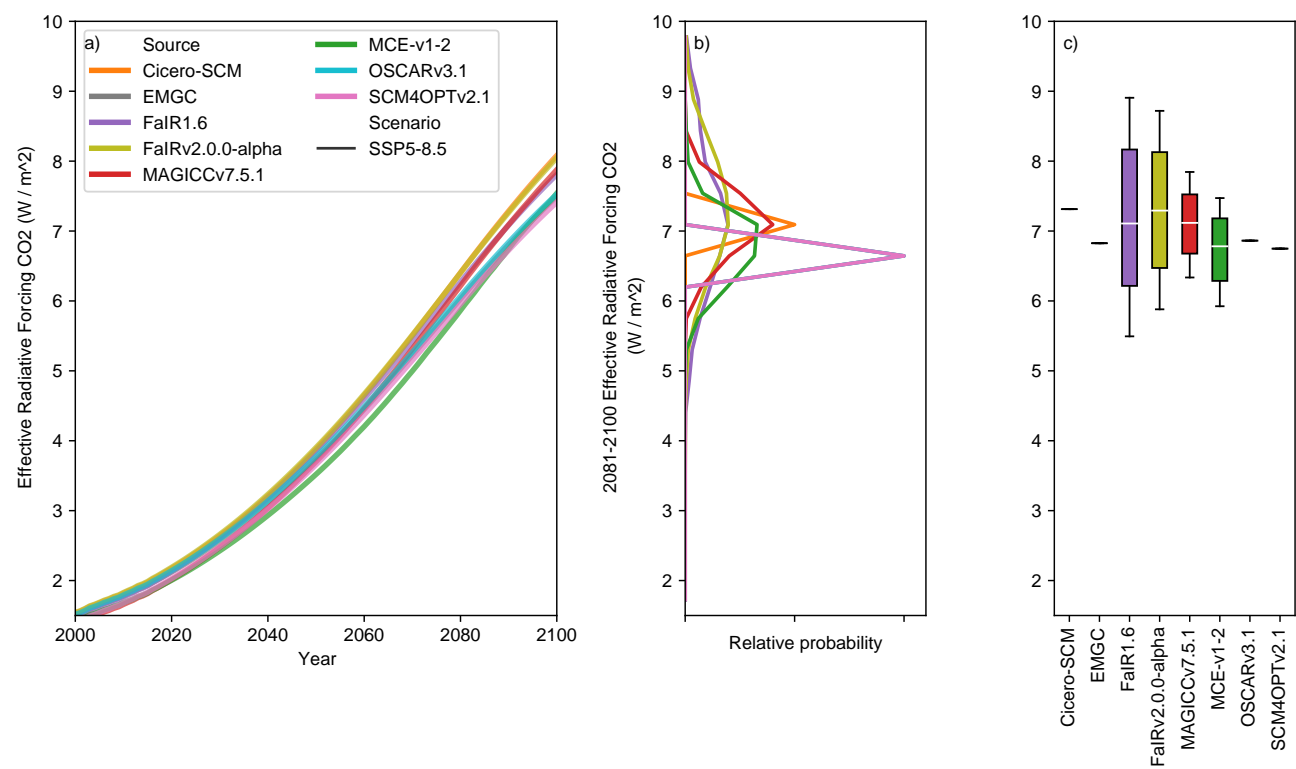 a)
Source
Cicero-SCM
EMGC
FaIR1.6
FaIRv2.0.0-alpha
MAGICCv7.5.1
MCE-v1-2
OSCARv3.1
SCM4OPTv2.1
Scenario
SSP5-8.5
Effective Radiative Forcing CO2 (W / m^2)
10
9
8
7
6
5
4
3
2
2000
2020
2040
2060
2080
2100
Year
b)
2081-2100 Effective Radiative Forcing CO2
(W / m^2)
10
9
8
7
6
5
4
3
2
Relative probability
c)
10
9
8
7
6
5
4
3
2
Cicero-SCM
EMGC
FaIR1.6
FaIRv2.0.0-alpha
MAGICCv7.5.1
MCE-v1-2
OSCARv3.1
SCM4OPTv2.1